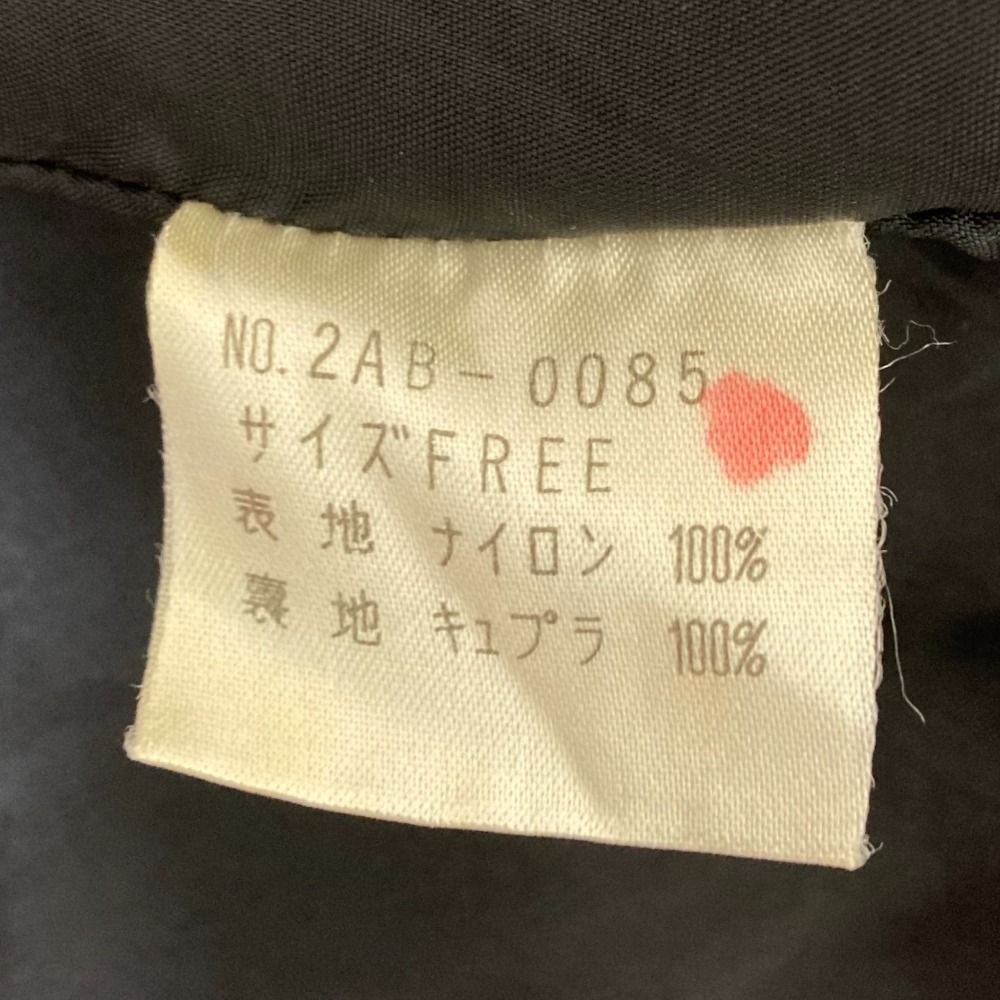 NO. 2AB-0085
サイズFREE
表地 ナイロン 100%
裏地 キュプラ 100%